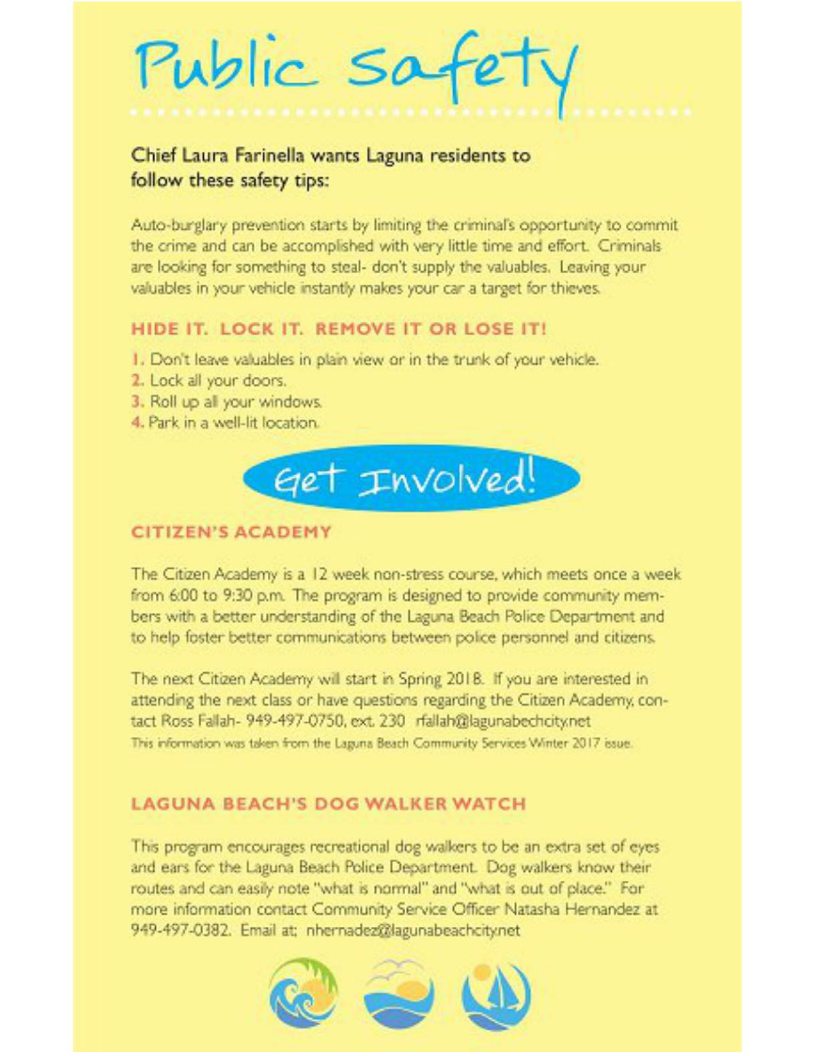 Public Safety
Chief Laura Farinella wants Laguna residents to
follow these safety tips:
Auto-burglary prevention starts by limiting the criminal's opportunity to commit
the crime and can be accomplished with very little time and effort. Criminals
are looking for something to steal- don't supply the valuables. Leaving your
valuables in your vehicle instantly makes your car a target for thieves.
HIDE IT. LOCK IT. REMOVE IT OR LOSE IT!
1. Don't leave valuables in plain view or in the trunk of your vehicle.
2. Lock all your doors.
3. Roll up all your windows.
4. Park in a well-lit location.
Get Involved!
CITIZEN'S ACADEMY
The Citizen Academy is a 12 week non-stress course, which meets once a week
from 6:00 to 9:30 p.m. The program is designed to provide community mem-
bers with a better understanding of the Laguna Beach Police Department and
to help foster better communications between police personnel and citizens.
The next Citizen Academy will start in Spring 2018. If you are interested in
attending the next class or have questions regarding the Citizen Academy, con-
tact Ross Fallah- 949-497-0750, ext. 230 rfallah@lagunabechcity.net
This information was taken from the Laguna Beach Community Services Winter 2017 issue.
LAGUNA BEACH'S DOG WALKER WATCH
This program encourages recreational dog walkers to be an extra set of eyes
and ears for the Laguna Beach Police Department. Dog walkers know their
routes and can easily note "what is normal" and "what is out of place." For
more information contact Community Service Officer Natasha Hernandez at
949-497-0382. Email at; nhernadez@lagunabeachcity.net